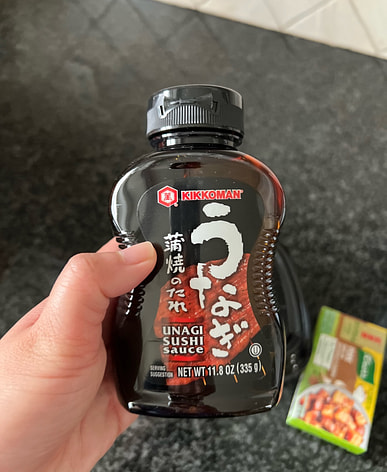 KIKKOMAN®
うなぎ
蒲焼のたれ
UNAGI
SUSHI
sauce
SERVING
SUGGESTION
NET WT 11.8 OZ (335 g)